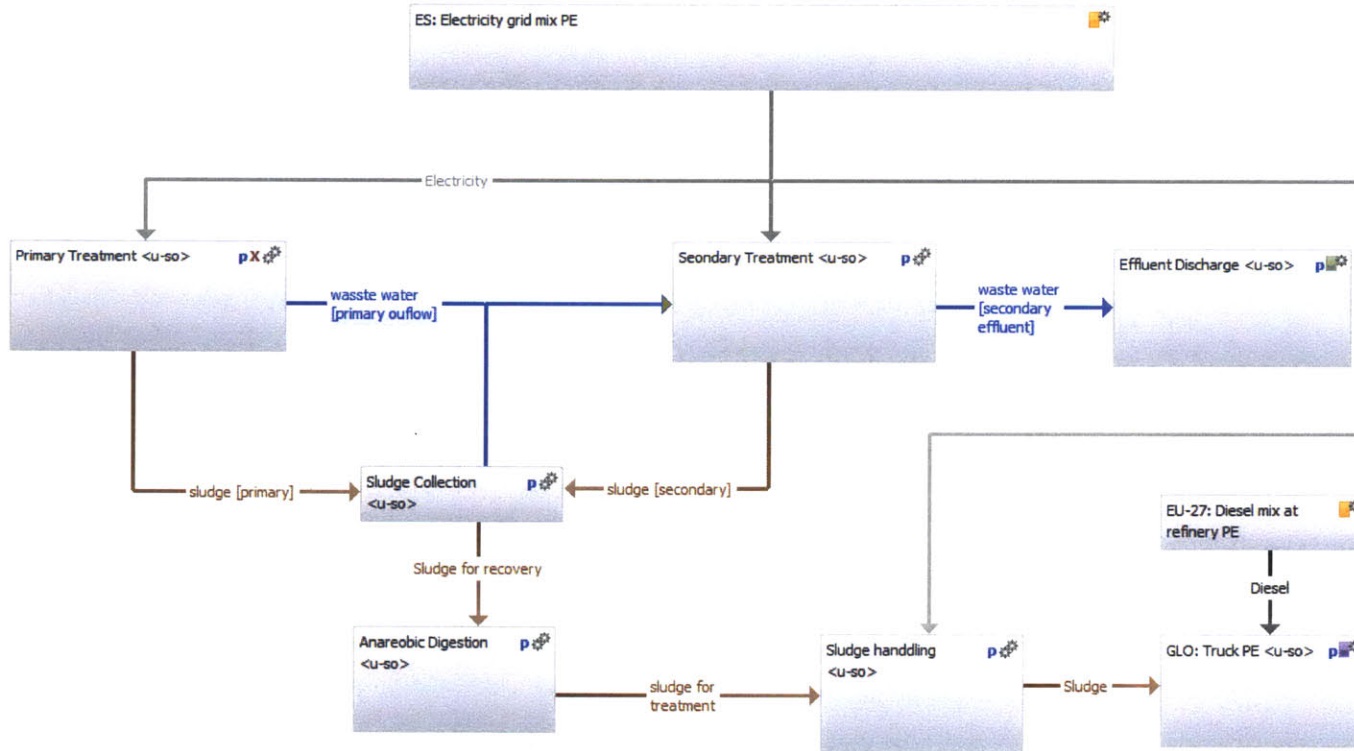 ES: Electricity grid mix PE
Electricity
Primary Treatment <u-so>
pX
Seondary Treatment <u-so>
p
Effluent Discharge <u-so>
p
wasste water
[primary ouflow]
waste water
[secondary
effluent]
sludge [primary]
Sludge Collection
<u-so>
p
sludge [secondary]
EU-27: Diesel mix at
refinery PE
Sludge for recovery
Diesel
Anareobic Digestion
<u-so>
p
Sludge handdling
<u-so>
p
GLO: Truck PE <u-so>
p
sludge for
treatment
Sludge